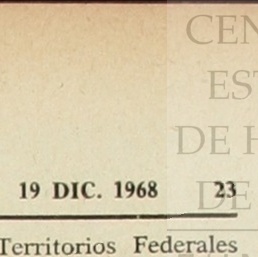 CEN
EST
DE H
DE
19 DIC. 1968 23
Territorios Federales